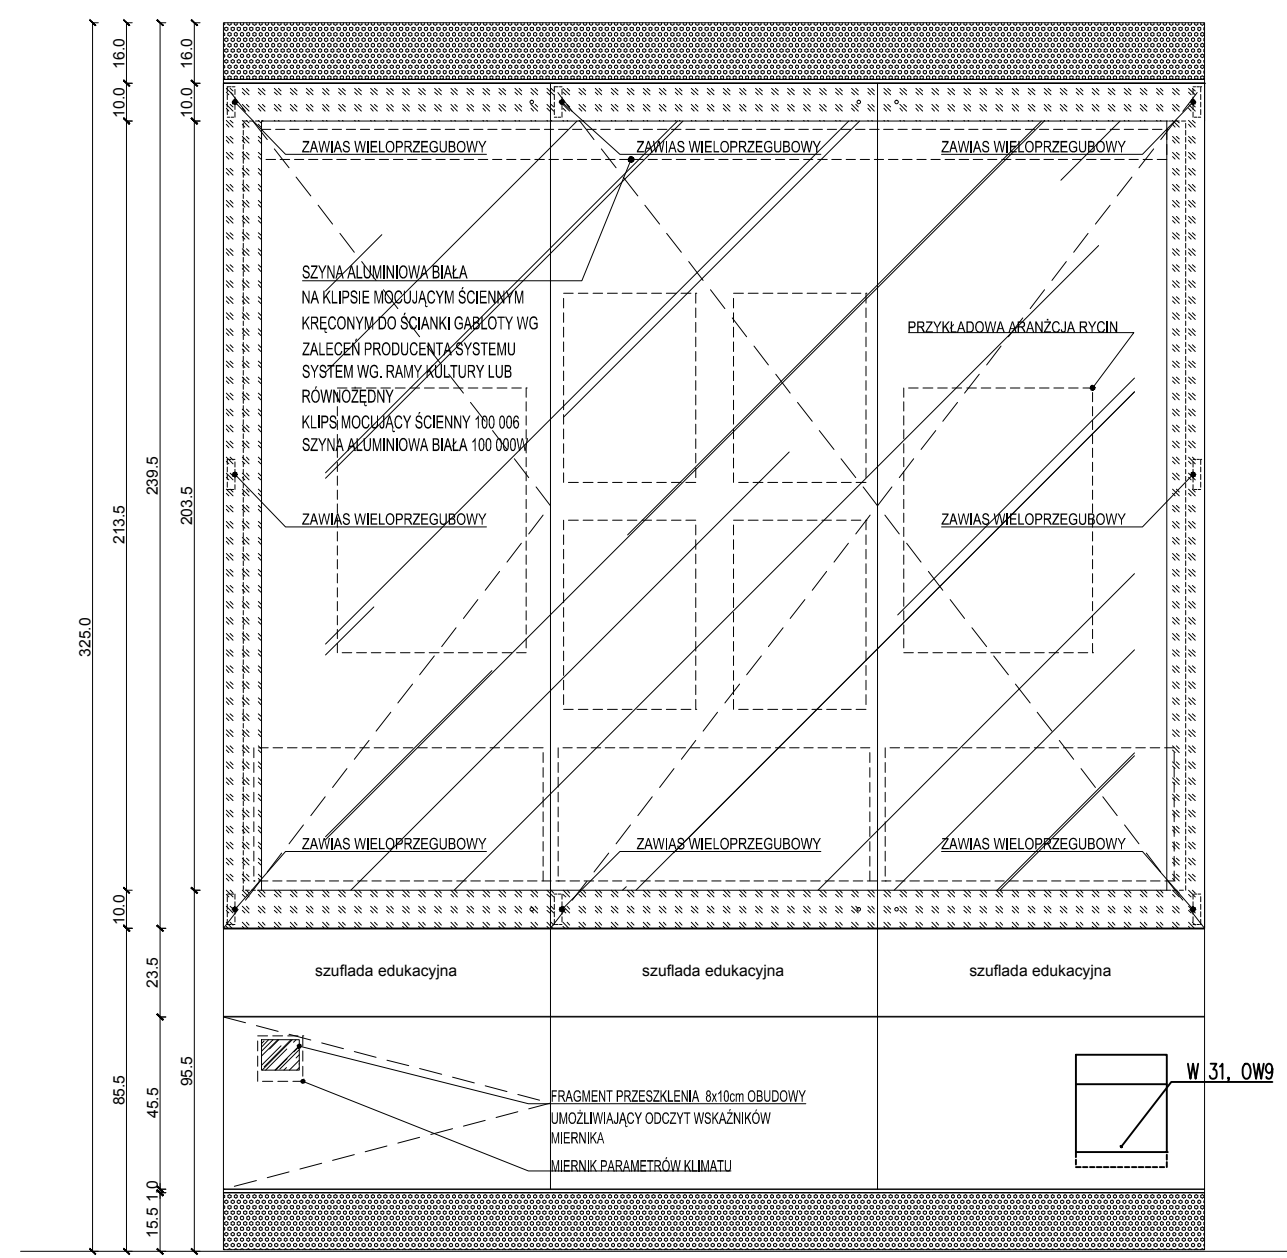 16.0
16.0
10.0
10.0
ZAWIAS WIELOPRZEGUBOWY
ZAWIAS WIELOPRZEGUBOWY
ZAWIAS WIELOPRZEGUBOWY
SZYNA ALUMINIOWA BIAŁA
NA KLIPSIE MOCUJĄCYM ŚCIENNYM
KRĘCONYM DO ŚCIANKI GABLOTY WG
ZALECEŃ PRODUCENTA SYSTEMU
SYSTEM WG. RAMY KULTURY LUB
RÓWNOZĘDNY
KLIPS MOCUJĄCY ŚCIENNY 100 006
SZYNA ALUMINIOWA BIAŁA 100 000W
PRZYKŁADOWA ARANŻCJA RYCIN
239.5
213.5
203.5
325.0
ZAWIAS WIELOPRZEGUBOWY
ZAWIAS WIELOPRZEGUBOWY
ZAWIAS WIELOPRZEGUBOWY
ZAWIAS WIELOPRZEGUBOWY
ZAWIAS WIELOPRZEGUBOWY
10.0
23.5
szuflada edukacyjna
szuflada edukacyjna
szuflada edukacyjna
85.5
45.5
95.5
FRAGMENT PRZESZKLENIA 8x10cm OBUDOWY
UMOŻLIWIAJĄCY ODCZYT WSKAŹNIKÓW
MIERNIKA
MIERNIK PARAMETRÓW KLIMATU
W 31, OW9
1.0
15.5